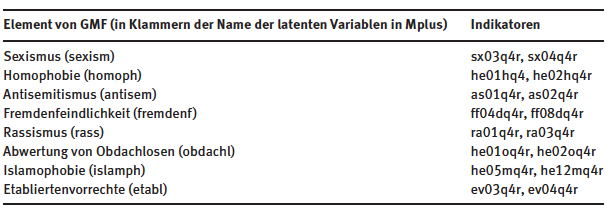 Element von GMF (in Klammern der Name der latenten Variablen in Mplus) Indikatoren
Sexismus (sexism) sx03q4r, sx04q4r
Homophobie (homoph) he01hq4, he02hq4r
Antisemitismus (antisem) as01q4r, as02q4r
Fremdenfeindlichkeit (fremdenf) ff04dq4r, ff08dq4r
Rassismus (rass) ra01q4r, ra03q4r
Abwertung von Obdachlosen (obdachl) he01oq4r, he02oq4r
Islamophobie (islamph) he05mq4r, he12mq4r
Etabliertenvorrechte (etabl) ev03q4r, ev04q4r